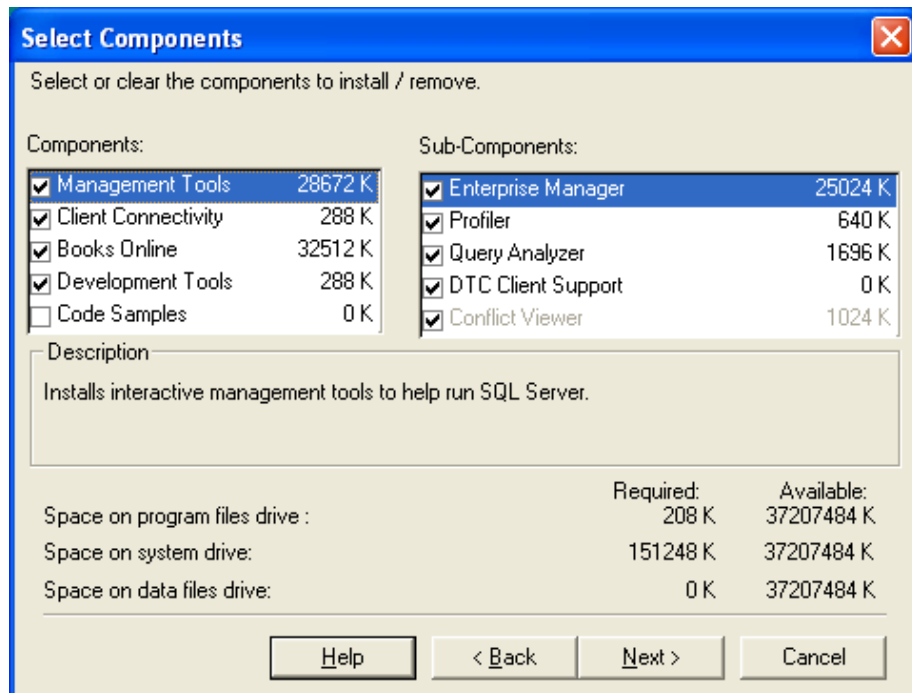 Select Components
Select or clear the components to install / remove.
Components:
Management Tools 28672 K
Client Connectivity 288 K
Books Online 32512 K
Development Tools 288 K
Code Samples 0 K
Sub-Components:
Enterprise Manager 25024 K
Profiler 640 K
Query Analyzer 1696 K
DTC Client Support 0 K
Conflict Viewer 1024 K
Description
Installs interactive management tools to help run SQL Server.
Required: Available:
Space on program files drive : 208 K 37207484 K
Space on system drive: 151248 K 37207484 K
Space on data files drive: 0 K 37207484 K
Help < Back Next > Cancel